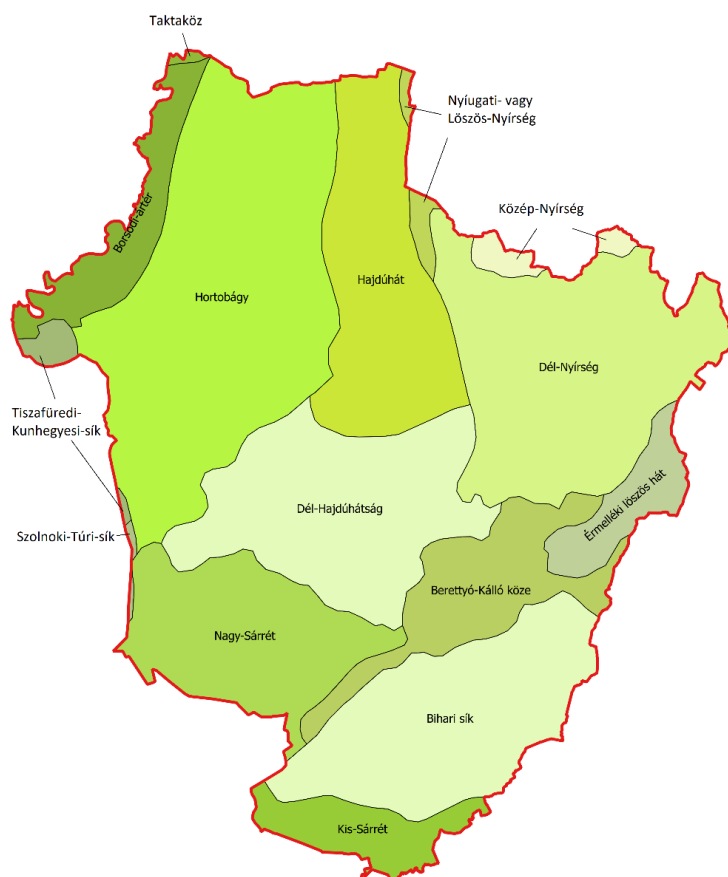 Taktaköz
Nyíugati- vagy
Löszös-Nyírség
Közép-Nyírség
Borsodi-ártér
Hortobágy
Hajdúhát
Dél-Nyírség
Tiszafüredi-
Kunhegyesi-sík
Dél-Hajdúhátság
Érmelléki löszös hát
Szolnoki-Túri-sík
Berettyó-Kálló köze
Nagy-Sárrét
Bihari sík
Kis-Sárrét